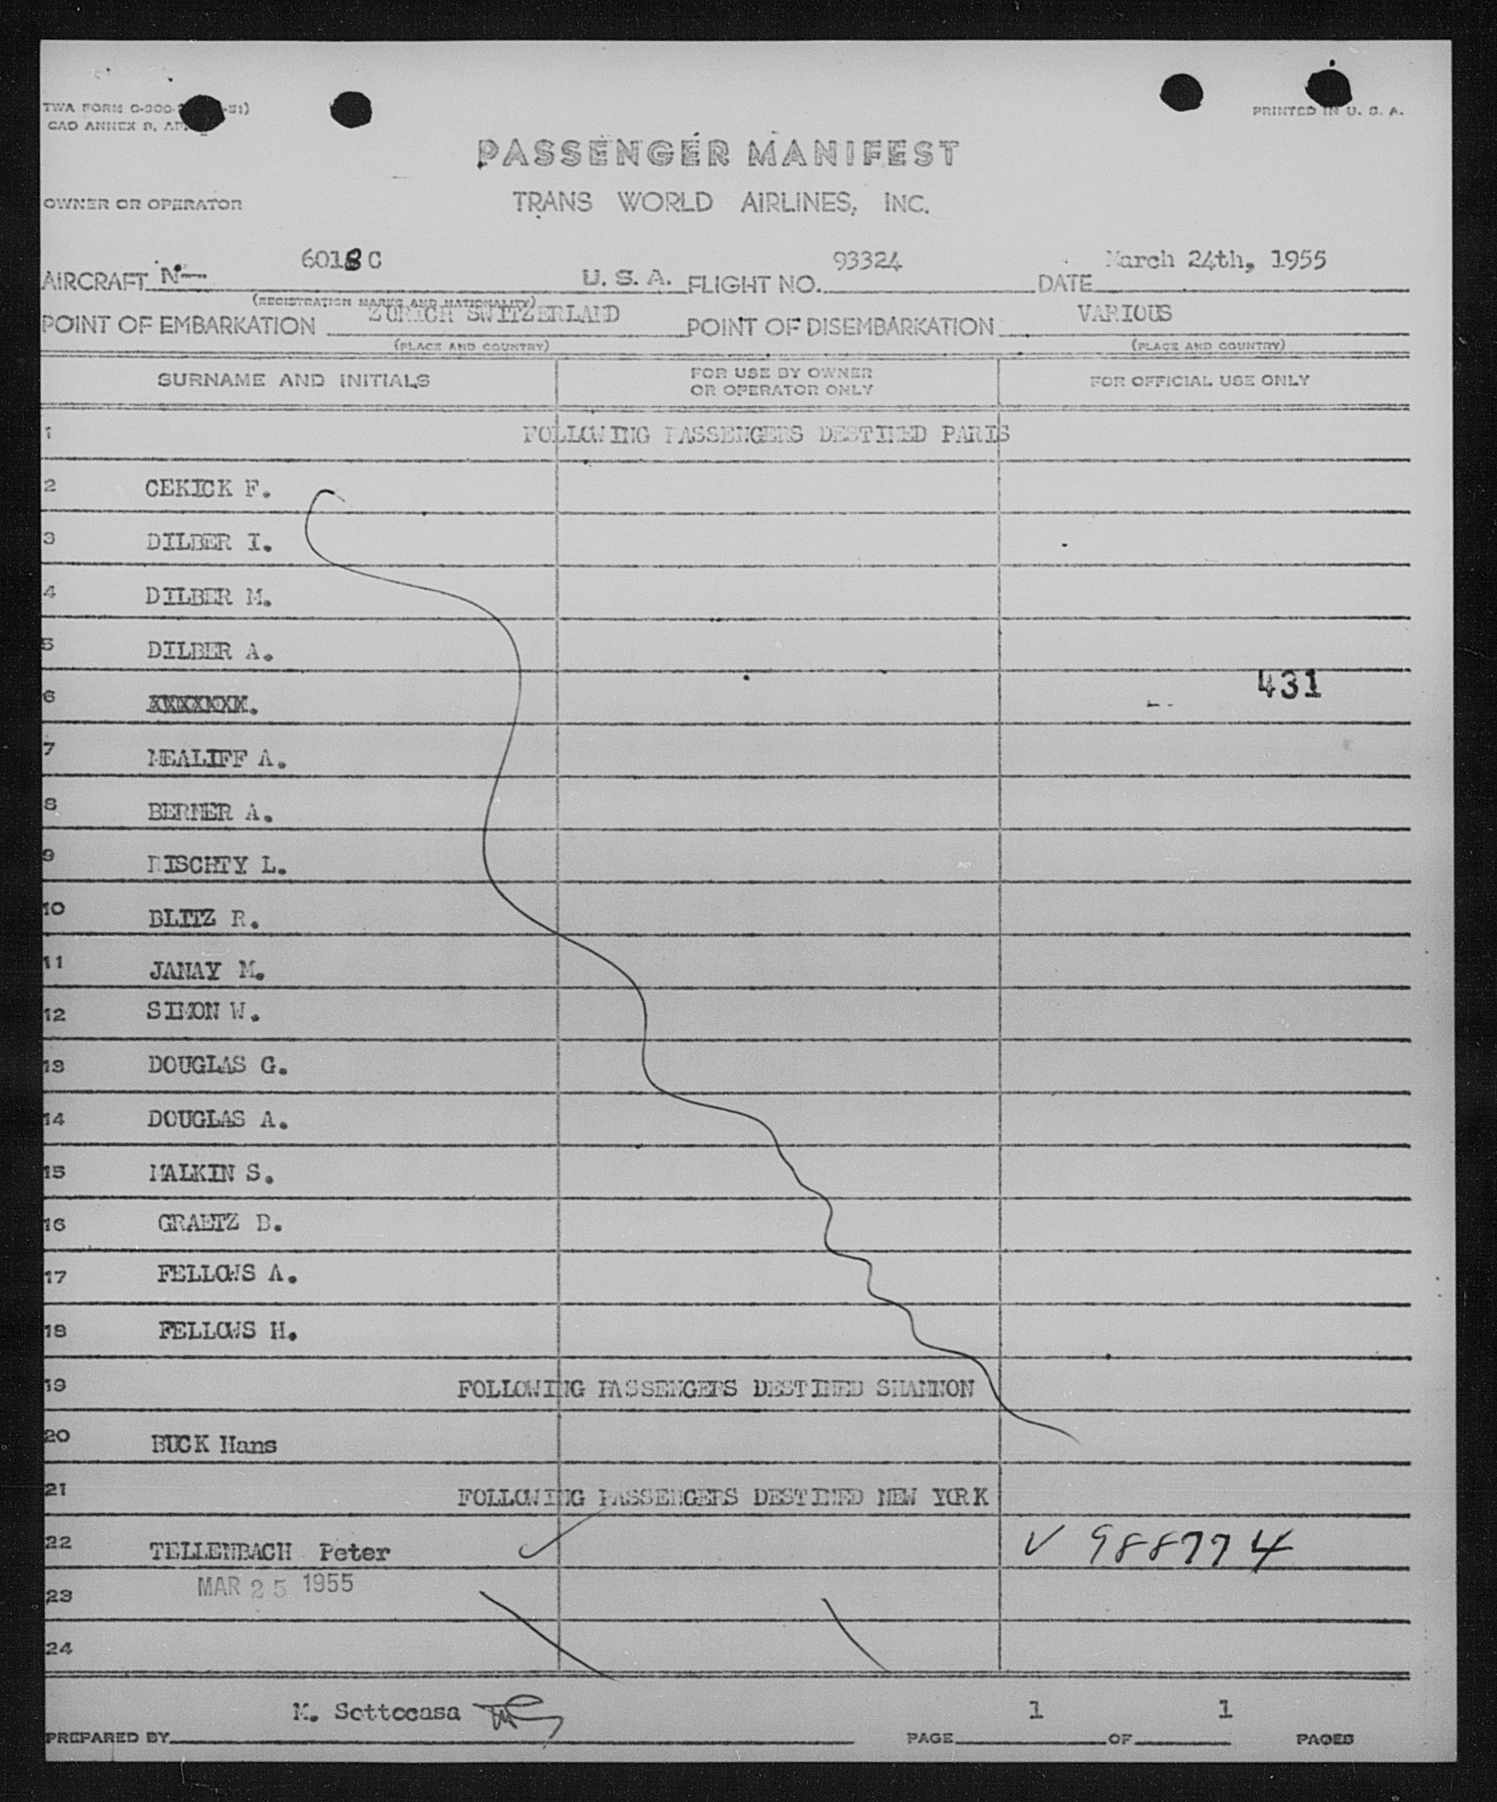 TWA FORM O-300-
CAO ANNEX 9, AP
PRINTED IN U. S. A.
PASSENGER MANIFEST
OWNER OR OPERATOR
TRANS WORLD AIRLINES, INC.
AIRCRAFT N— 6018 C U. S. A. FLIGHT NO. 93324 DATE March 24th, 1955
(REGISTRATION MARKS AND NATIONALITY)
POINT OF EMBARKATION ZURICH SWITZERLAND POINT OF DISEMBARKATION VARIOUS
(PLACE AND COUNTRY) (PLACE AND COUNTRY)
SURNAME AND INITIALS FOR USE BY OWNER OR OPERATOR ONLY FOR OFFICIAL USE ONLY
1 FOLLOWING PASSENGERS DESTINED PARIS
2 CEKICK F.
3 DILBER I.
4 DILBER M.
5 DILBER A.
6 431
7 MEALIFF A.
8 BERNER A.
9 DISCHTY L.
10 BLITZ R.
11 JANAY M.
12 SIMON W.
13 DOUGLAS G.
14 DOUGLAS A.
15 MALKIN S.
16 GRAETZ B.
17 FELLOWS A.
18 FELLOWS H.
19 FOLLOWING PASSENGERS DESTINED SHANNON
20 BUCK Hans
21 FOLLOWING PASSENGERS DESTINED NEW YORK
22 TELLENBACH Peter V 988774
23 MAR 25 1955
24
PREPARED BY M. Sottocasa PAGE 1 OF 1 PAGES